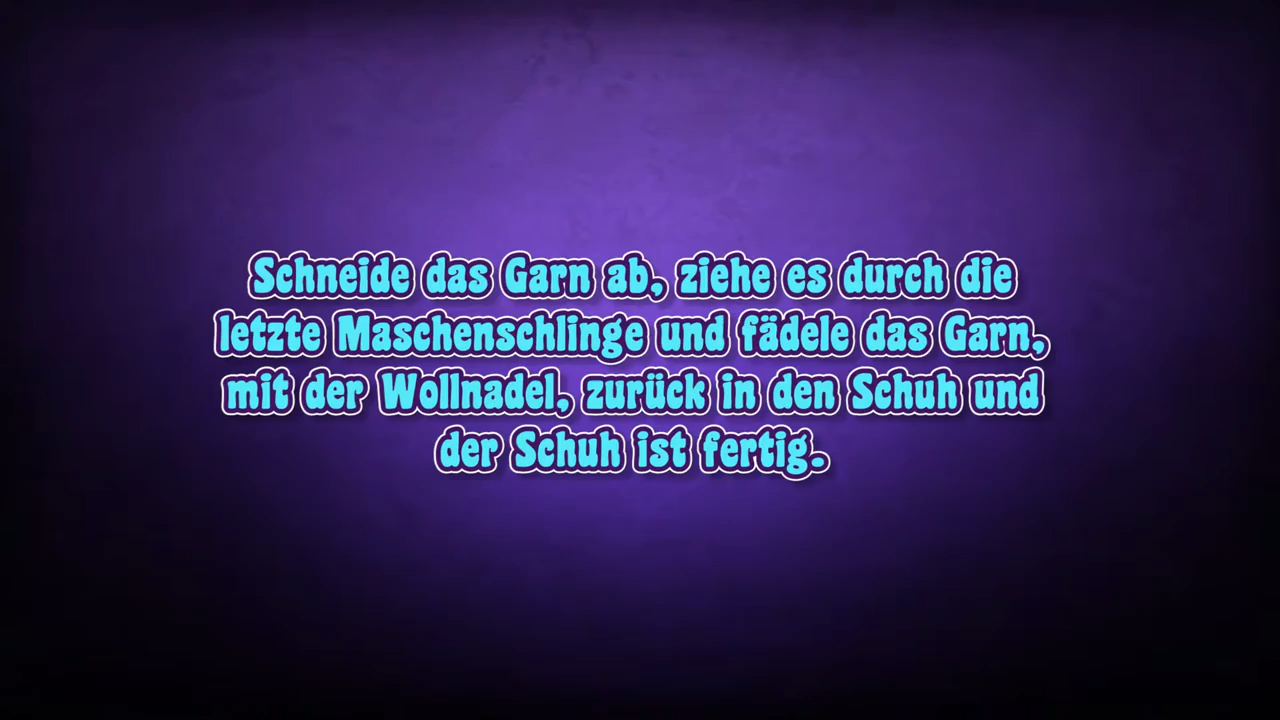 Schneide das Garn ab, ziehe es durch die
letzte Maschenschlinge und fädele das Garn,
mit der Wollnadel, zurück in den Schuh und
der Schuh ist fertig.